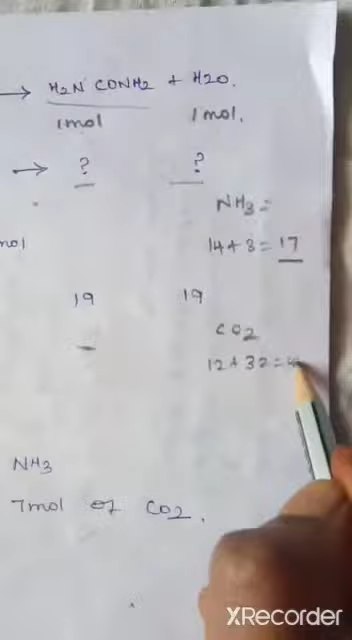 → H2N CONH2 + H2O.
1mol 1mol.
→ ? ?
NH3 =
mol 14+3 = 17
19 19
CO2
12+32=
NH3
7mol of CO2.
XRecorder